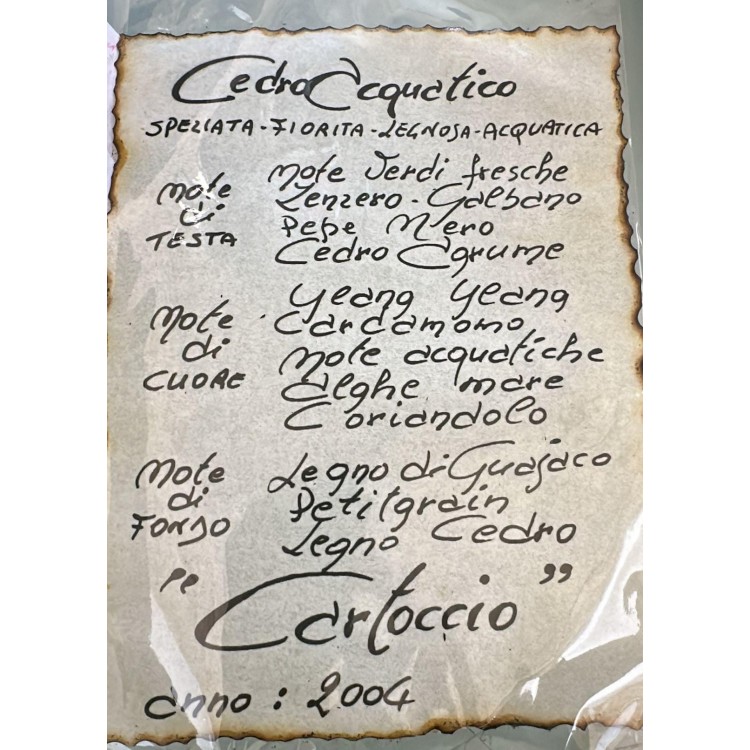 Cedro Acquatico
SPEZIATA - FIORITA - LEGNOSA - ACQUATICA
Note di TESTA
Note Verdi fresche
Zenzero - Galbano
Pepe Nero
Cedro Agrume
Note di CUORE
Yeang Yeang
Cardamomo
Note acquatiche
Alghe mare
Coriandolo
Note di FONDO
Legno di Guajaco
Petitgrain
Legno Cedro
"Cartoccio"
anno : 2004